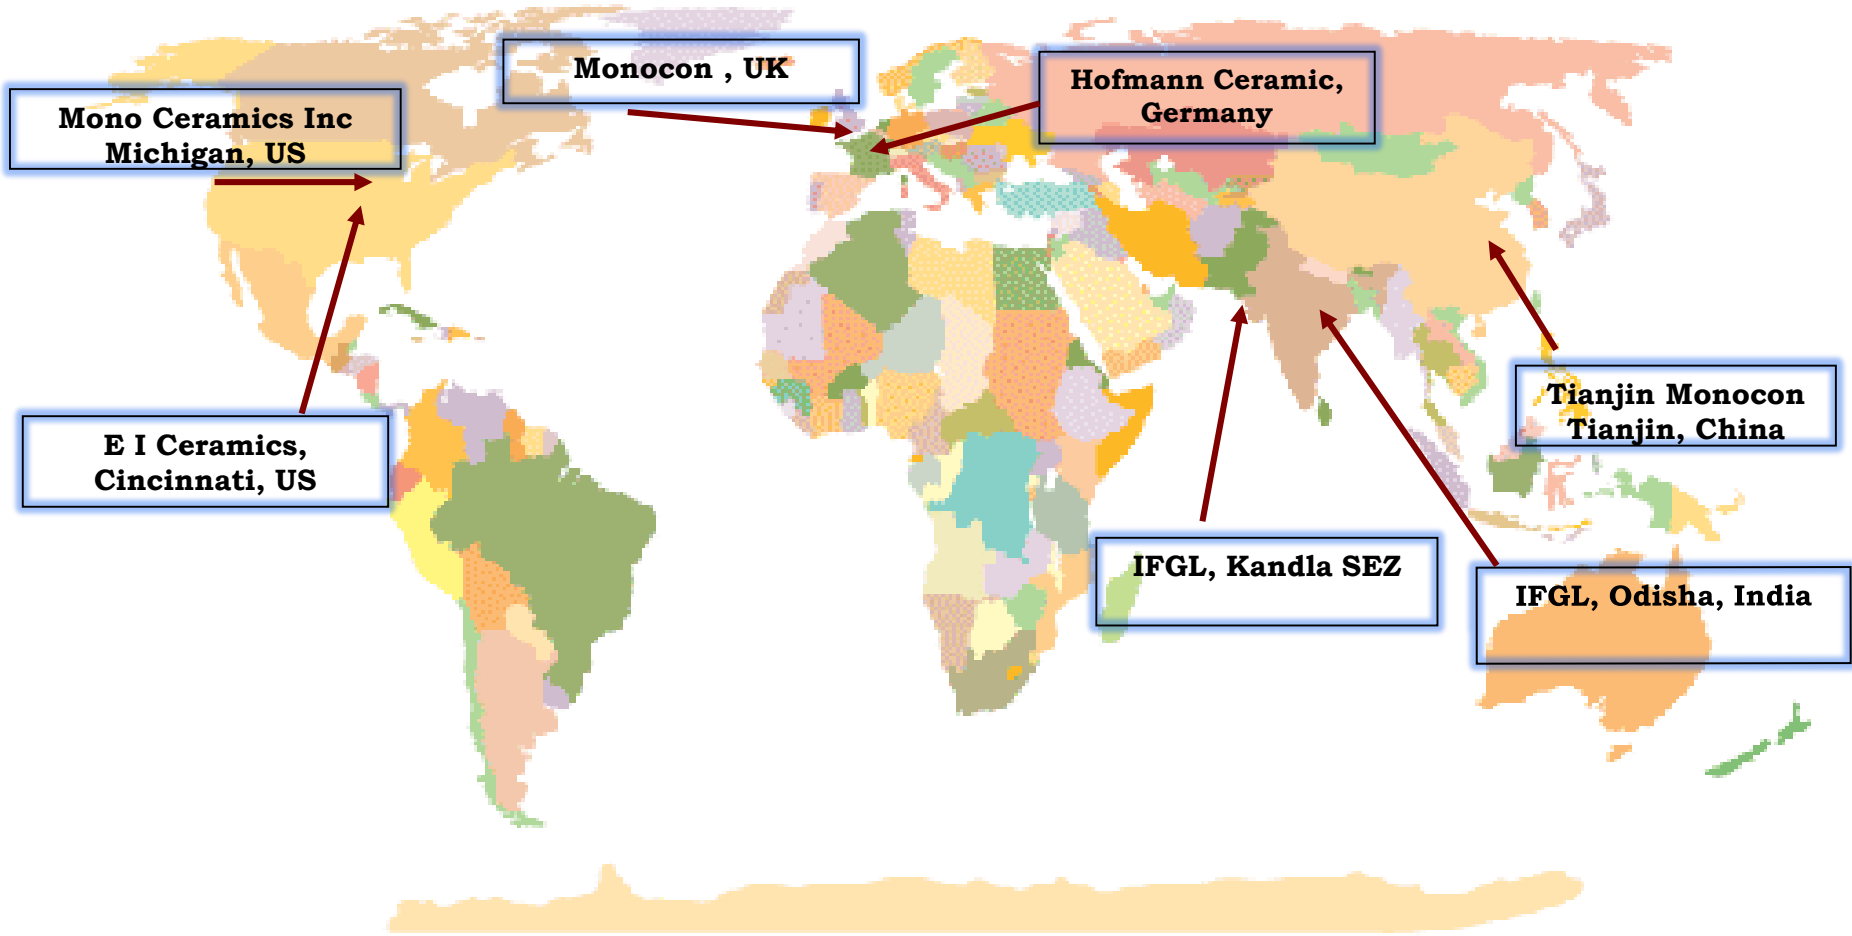 Monocon , UK
Hofmann Ceramic,
Germany
Mono Ceramics Inc
Michigan, US
E I Ceramics,
Cincinnati, US
Tianjin Monocon
Tianjin, China
IFGL, Kandla SEZ
IFGL, Odisha, India